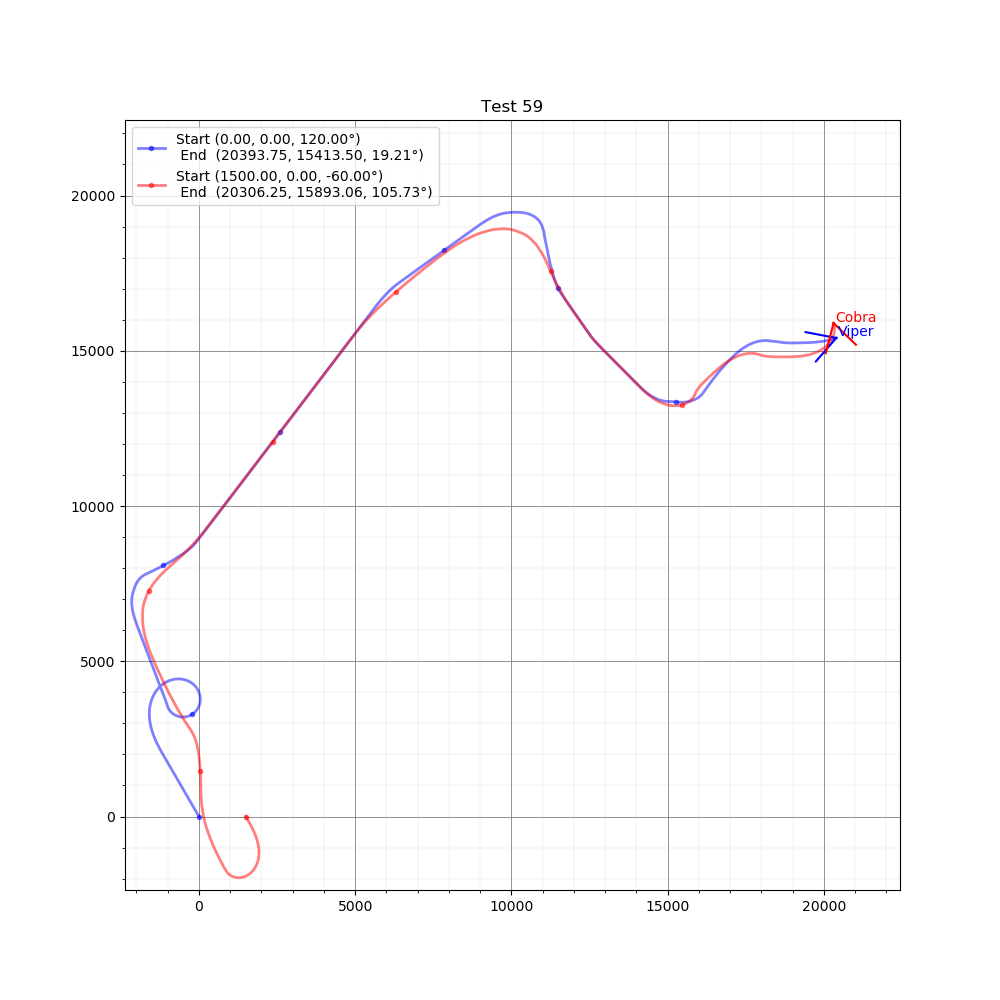 Test 59
Start (0.00, 0.00, 120.00°)
End  (20393.75, 15413.50, 19.21°)
Start (1500.00, 0.00, -60.00°)
End  (20306.25, 15893.06, 105.73°)
20000
15000
10000
5000
0
Cobra
Viper
0
5000
10000
15000
20000